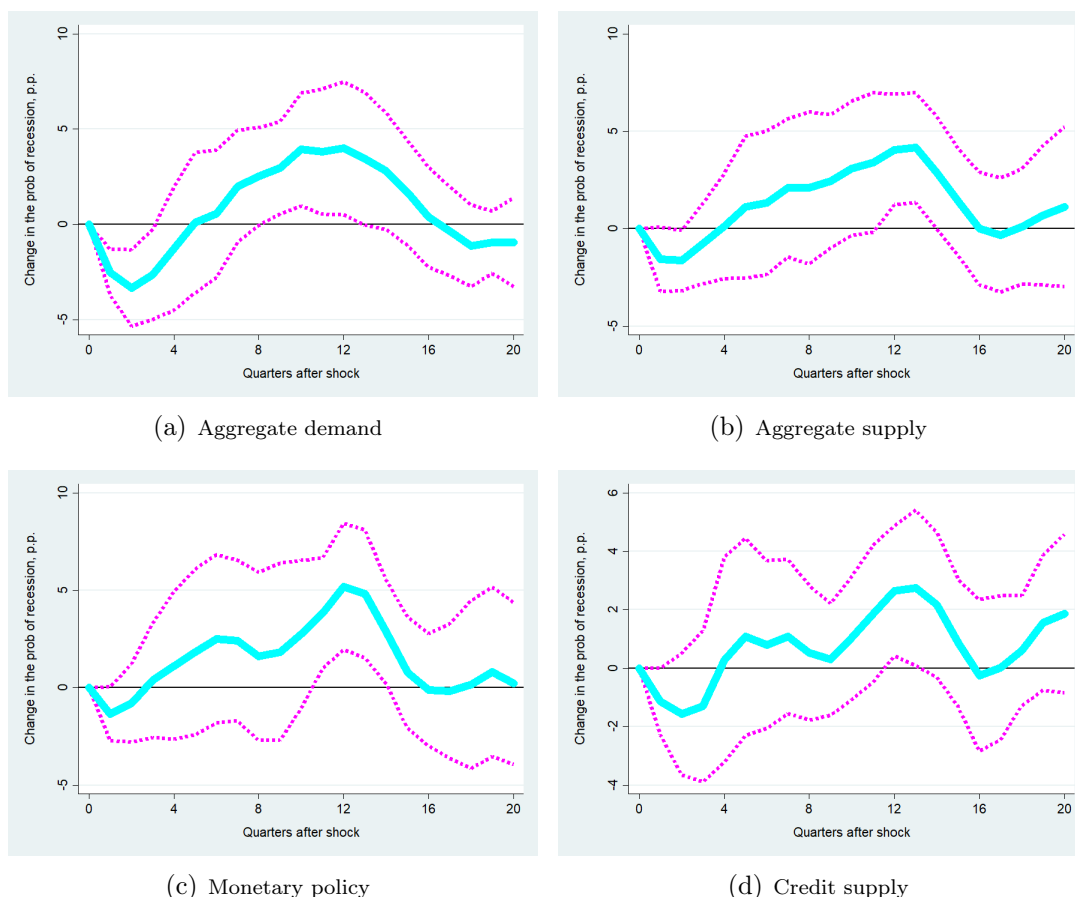 Change in the prob of recession, p.p.
10
5
0
-5
0 4 8 12 16 20
Quarters after shock
(a) Aggregate demand
Change in the prob of recession, p.p.
10
5
0
-5
0 4 8 12 16 20
Quarters after shock
(b) Aggregate supply
Change in the prob of recession, p.p.
10
5
0
-5
0 4 8 12 16 20
Quarters after shock
(c) Monetary policy
Change in the prob of recession, p.p.
6
4
2
0
-2
-4
0 4 8 12 16 20
Quarters after shock
(d) Credit supply